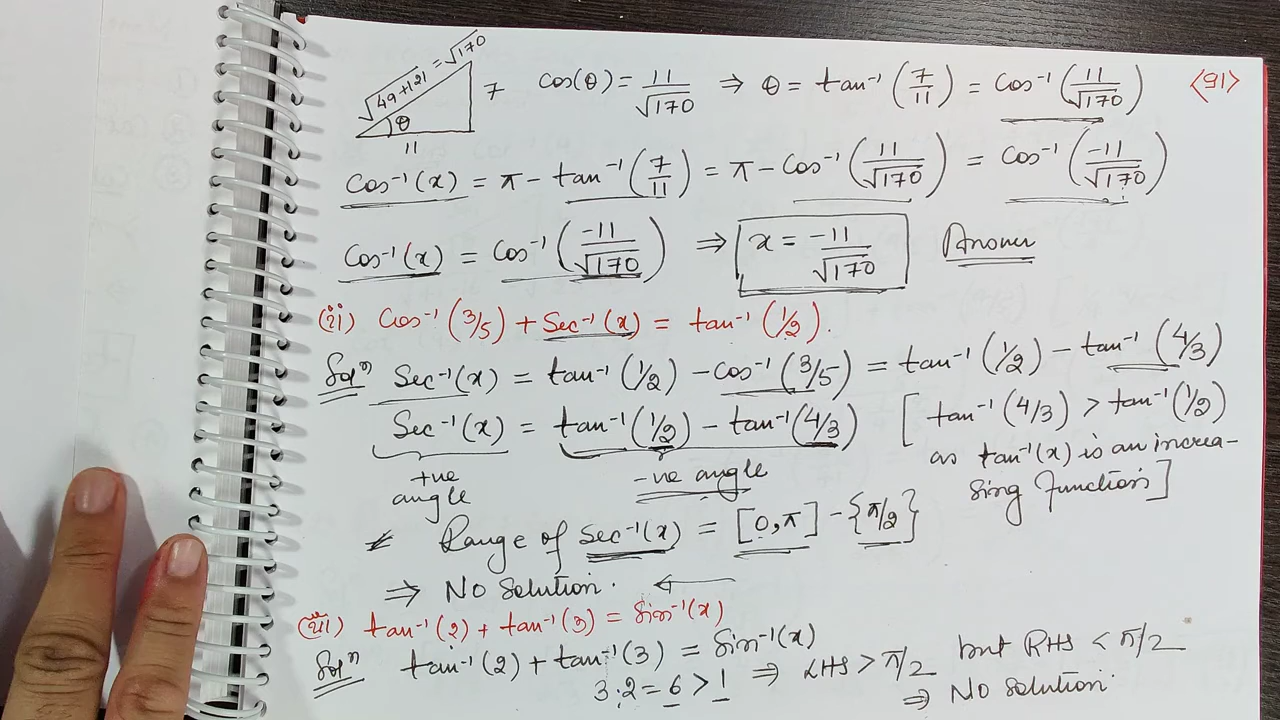 √49+121 = √170
7
θ
11
cos(θ) = 11/√170 ⇒ θ = tan⁻¹(7/11) = cos⁻¹(11/√170) <91>
cos⁻¹(x) = π - tan⁻¹(7/11) = π - cos⁻¹(11/√170) = cos⁻¹(-11/√170)
cos⁻¹(x) = cos⁻¹(-11/√170) ⇒ x = -11/√170 Answer
(ii) Cos⁻¹(3/5) + Sec⁻¹(x) = tan⁻¹(1/2).
Solⁿ Sec⁻¹(x) = tan⁻¹(1/2) - cos⁻¹(3/5) = tan⁻¹(1/2) - tan⁻¹(4/3)
Sec⁻¹(x) = tan⁻¹(1/2) - tan⁻¹(4/3) [tan⁻¹(4/3) > tan⁻¹(1/2)
as tan⁻¹(x) is an increa-
sing function]
+ve angle
-ve angle
Range of Sec⁻¹(x) = [0,π] - {π/2}
⇒ No solution. ←
(iii) tan⁻¹(2) + tan⁻¹(3) = Sin⁻¹(x)
Solⁿ tan⁻¹(2) + tan⁻¹(3) = Sin⁻¹(x)
3·2 = 6 > 1 ⇒ LHS > π/2 but RHS < π/2
⇒ No solution.